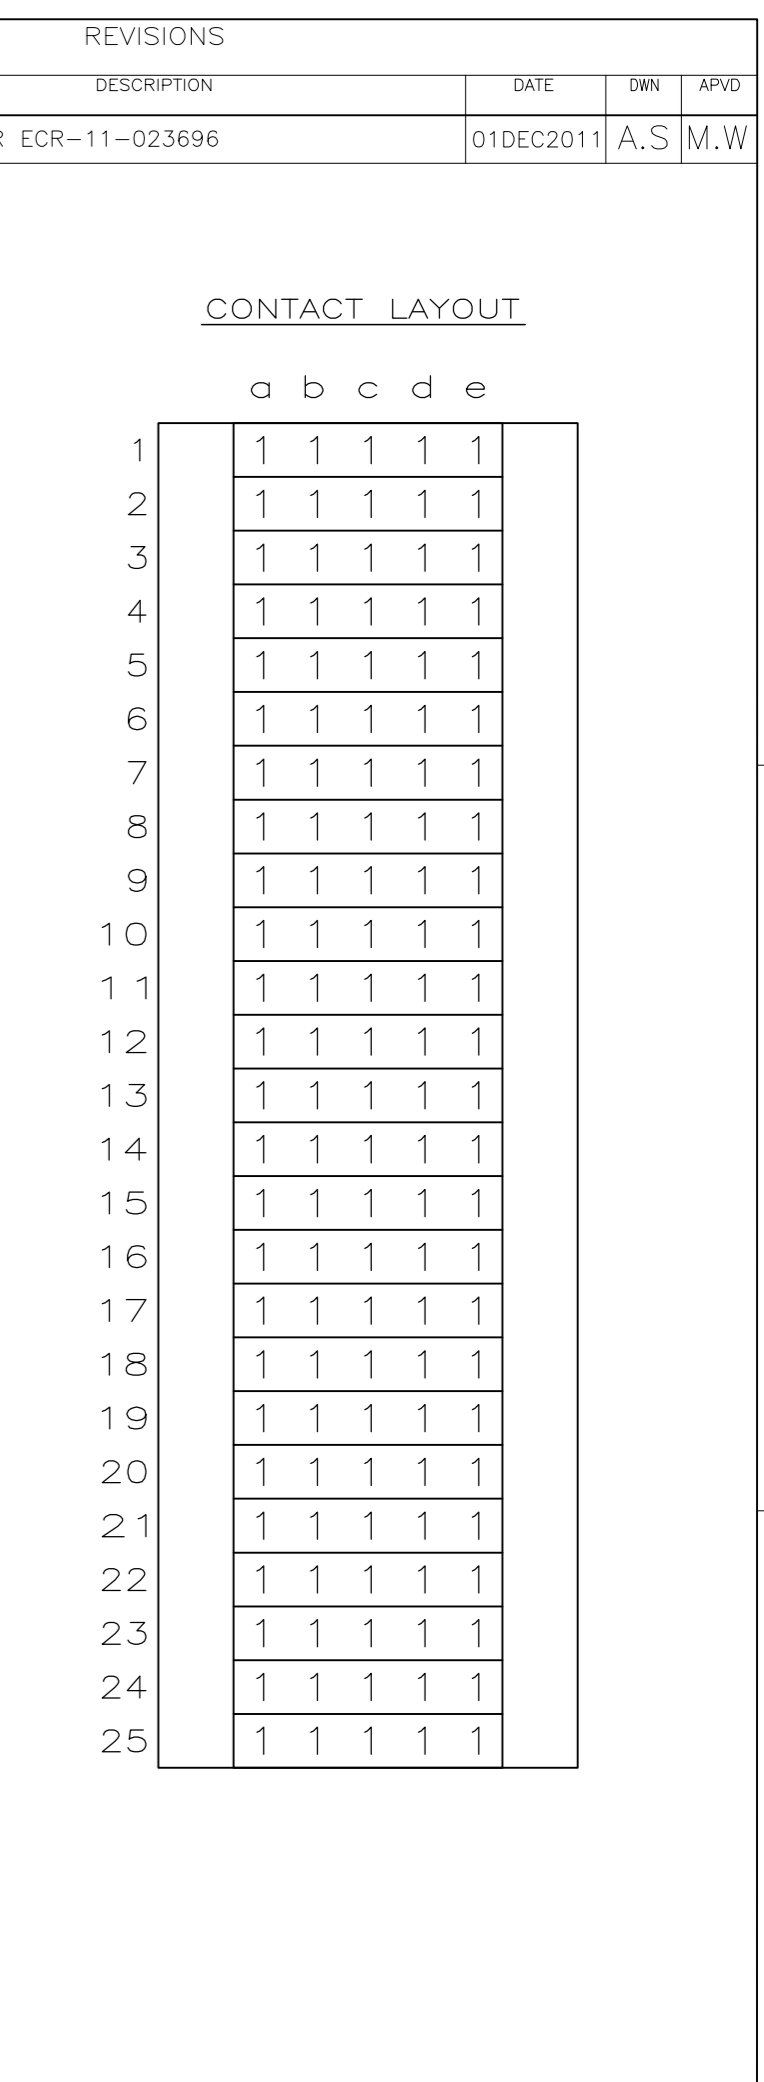 REVISIONS
DESCRIPTION DATE DWN APVD
R ECR-11-023696 01DEC2011 A.S M.W
CONTACT LAYOUT
a b c d e
1 1 1 1 1 1
2 1 1 1 1 1
3 1 1 1 1 1
4 1 1 1 1 1
5 1 1 1 1 1
6 1 1 1 1 1
7 1 1 1 1 1
8 1 1 1 1 1
9 1 1 1 1 1
10 1 1 1 1 1
11 1 1 1 1 1
12 1 1 1 1 1
13 1 1 1 1 1
14 1 1 1 1 1
15 1 1 1 1 1
16 1 1 1 1 1
17 1 1 1 1 1
18 1 1 1 1 1
19 1 1 1 1 1
20 1 1 1 1 1
21 1 1 1 1 1
22 1 1 1 1 1
23 1 1 1 1 1
24 1 1 1 1 1
25 1 1 1 1 1